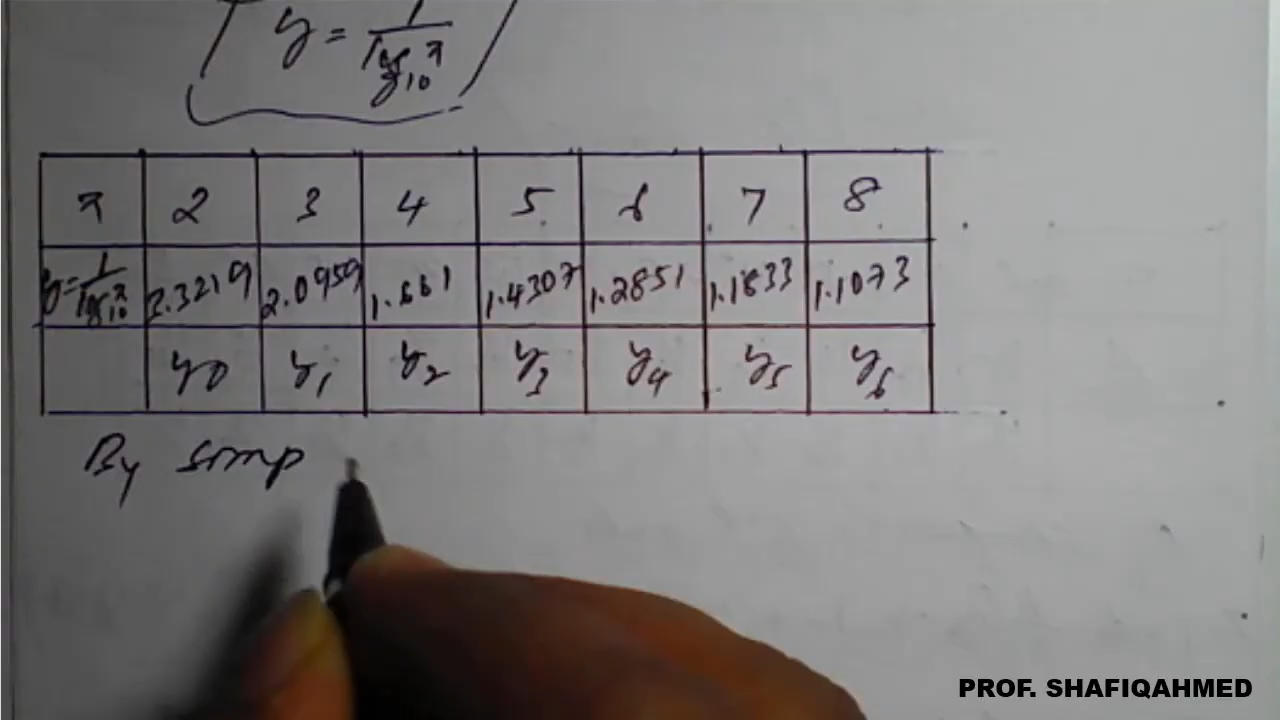 y = 1/log₁₀x
x 2 3 4 5 6 7 8
y = 1/log₁₀x 3.3219 2.0959 1.661 1.4307 1.2851 1.1833 1.1073
y₀ y₁ y₂ y₃ y₄ y₅ y₆
By simp
PROF. SHAFIQAHMED